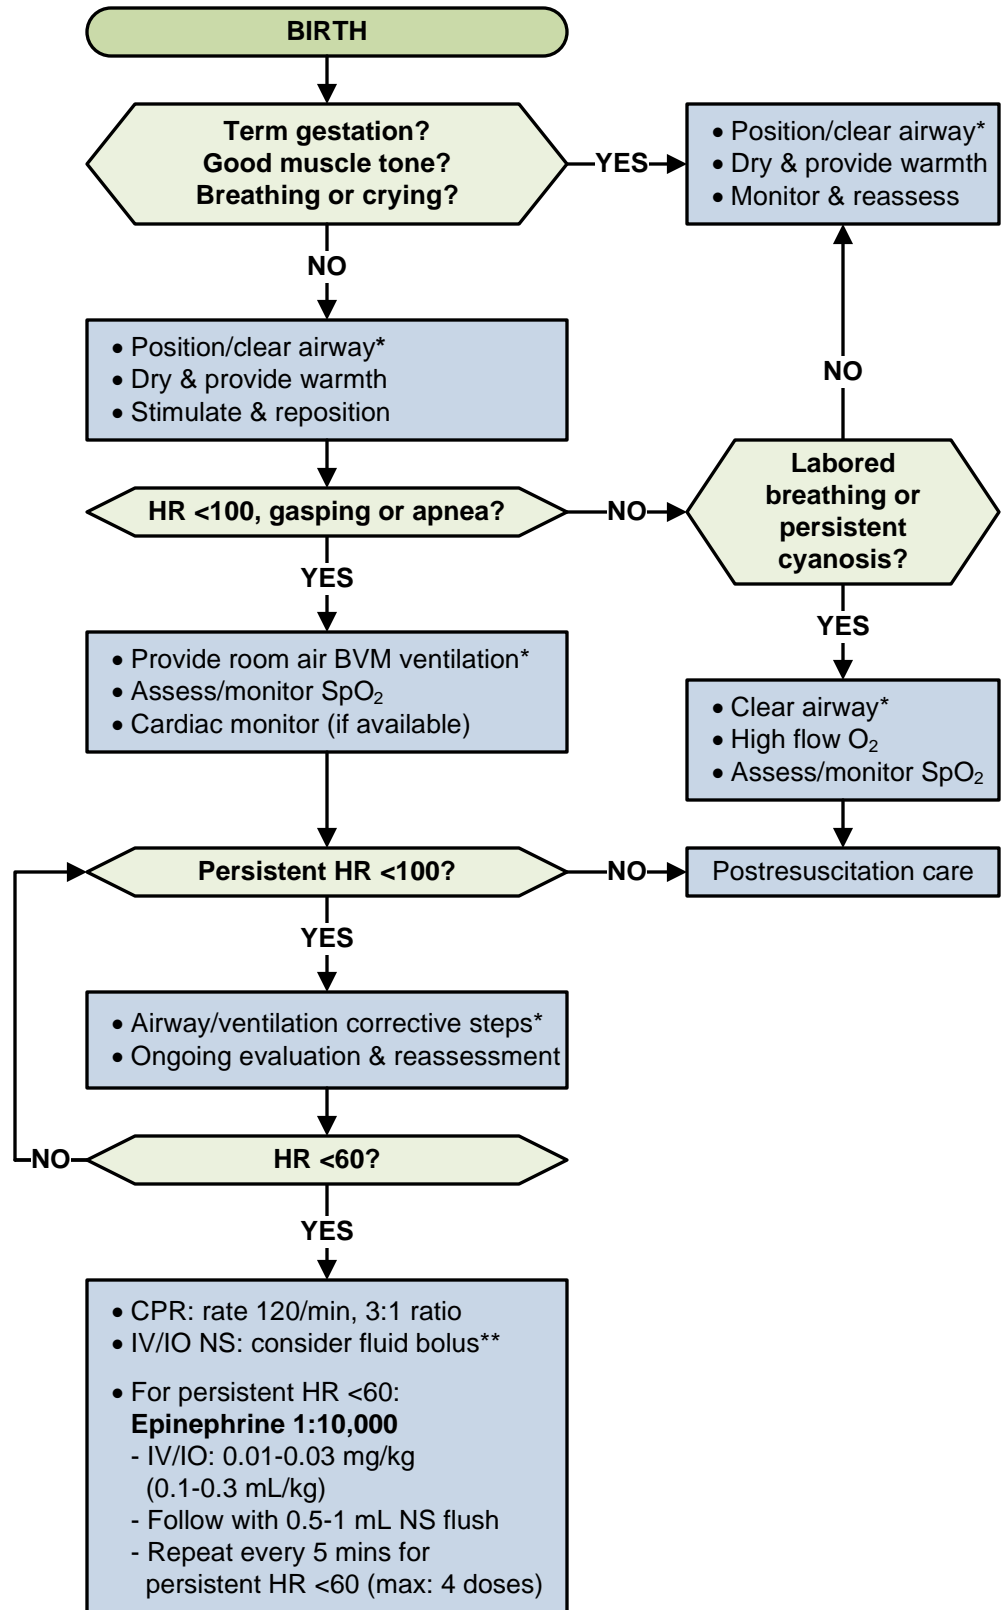 BIRTH
Term gestation?
Good muscle tone?
Breathing or crying?
YES
• Position/clear airway*
• Dry & provide warmth
• Monitor & reassess
NO
• Position/clear airway*
• Dry & provide warmth
• Stimulate & reposition
NO
HR <100, gasping or apnea?
NO
Labored
breathing or
persistent
cyanosis?
YES
YES
• Provide room air BVM ventilation*
• Assess/monitor SpO₂
• Cardiac monitor (if available)
• Clear airway*
• High flow O₂
• Assess/monitor SpO₂
Persistent HR <100?
NO
Postresuscitation care
YES
• Airway/ventilation corrective steps*
• Ongoing evaluation & reassessment
NO
HR <60?
YES
• CPR: rate 120/min, 3:1 ratio
• IV/IO NS: consider fluid bolus**
• For persistent HR <60:
Epinephrine 1:10,000
- IV/IO: 0.01-0.03 mg/kg
(0.1-0.3 mL/kg)
- Follow with 0.5-1 mL NS flush
- Repeat every 5 mins for
persistent HR <60 (max: 4 doses)